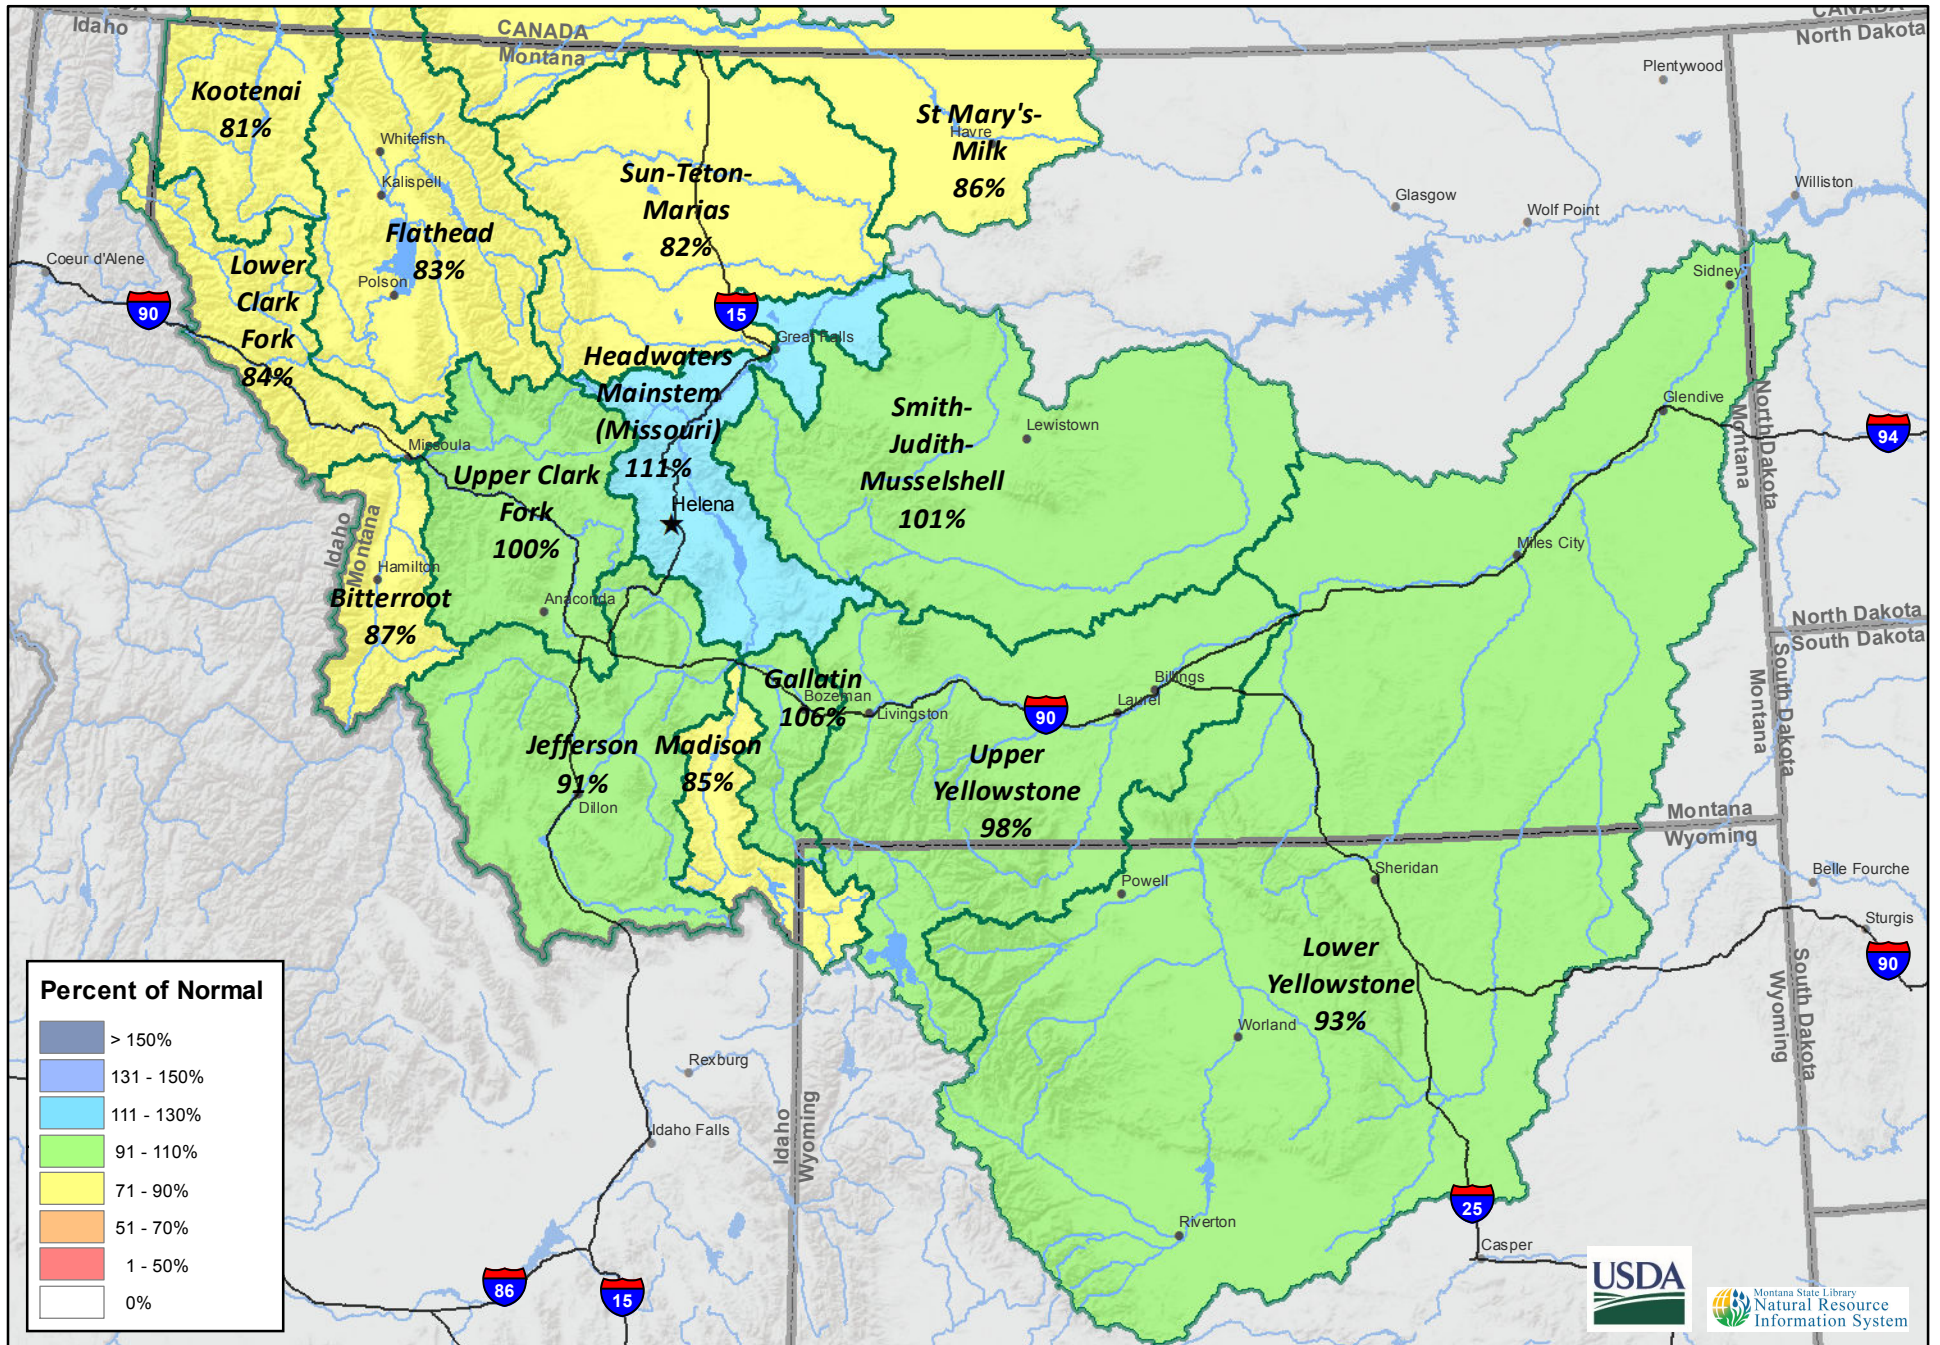 CANADA
Idaho
CANADA
Montana
CANADA
North Dakota
Plentywood
Kootenai
81%
Whitefish
Kalispell
St Mary's-
Havre
Milk
86%
Sun-Teton-
Marias
82%
Glasgow
Wolf Point
Williston
Flathead
83%
Polson
Coeur d'Alene
90
Lower
Clark
Fork
84%
15
Great Falls
Sidney
Headwaters
Mainstem
(Missouri)
111%
Helena
Smith-
Judith-
Musselshell
101%
Lewistown
Glendive
94
North Dakota
Montana
Missoula
Upper Clark
Fork
100%
Idaho
Montana
Hamilton
Bitterroot
87%
Anaconda
Miles City
North Dakota
South Dakota
South Dakota
Montana
Gallatin
Bozeman
106%
Livingston
90
Laurel
Billings
Jefferson
91%
Dillon
Madison
85%
Upper
Yellowstone
98%
Montana
Wyoming
Powell
Sheridan
Belle Fourche
Sturgis
90
South Dakota
Wyoming
Lower
Yellowstone
93%
Worland
Rexburg
Idaho Falls
Idaho
Wyoming
Riverton
25
Casper
86
15
Percent of Normal
> 150%
131 - 150%
111 - 130%
91 - 110%
71 - 90%
51 - 70%
1 - 50%
0%
USDA
Montana State Library
Natural Resource
Information System